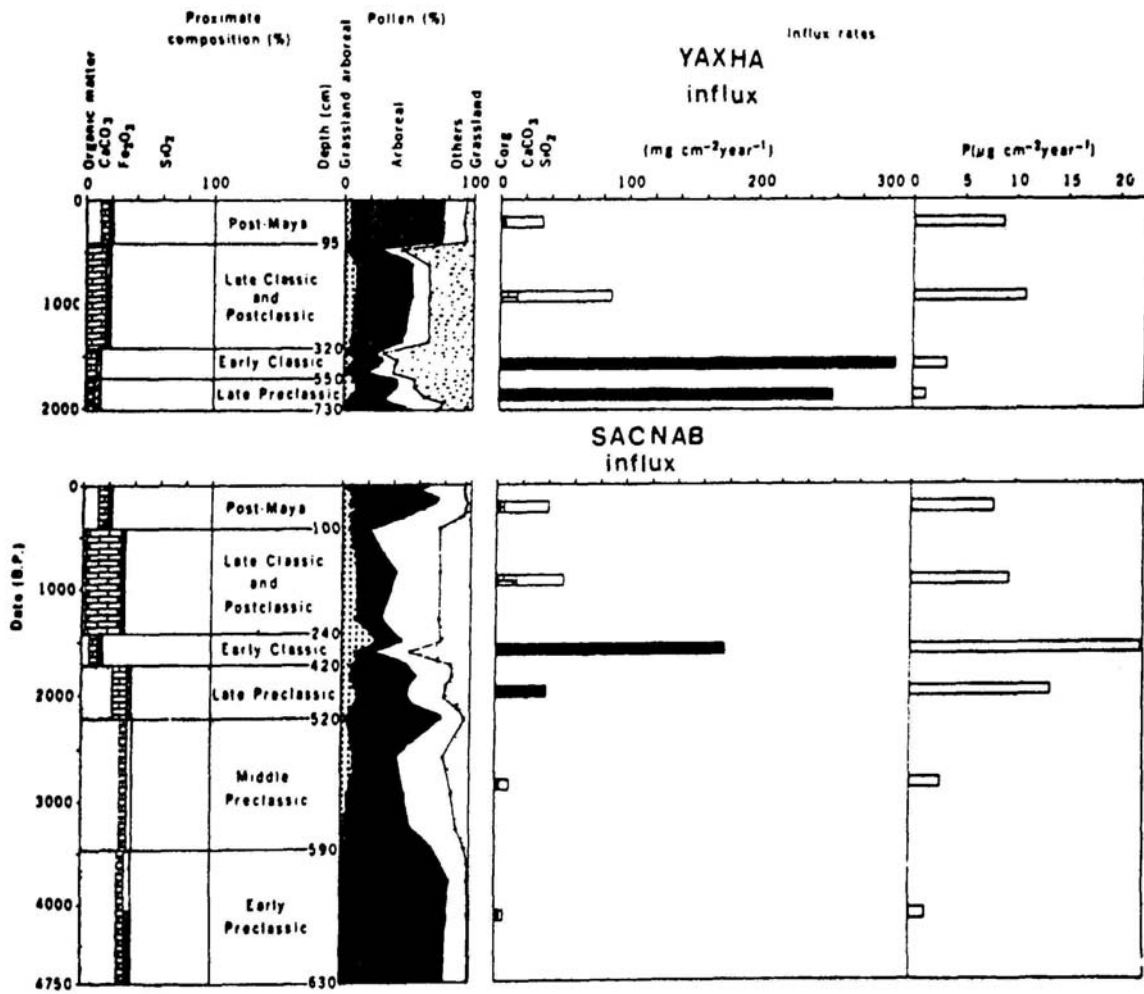 Proximate
composition (%)
Pollen (%)
Influx rates
YAXHA
influx
Organic matter
CaCO₃
Fe₂O₃
SiO₂
Depth (cm)
Grassland arboreal
Arboreal
Others
Grassland
Corg
CaCO₃
SiO₂
(mg cm⁻²year⁻¹)
P(µg cm⁻²year⁻¹)
0 100 0 100 0 100 200 300 0 5 10 15 20
0
Post-Maya
95
Late Classic
and
Postclassic
1000
320
Early Classic
550
Late Preclassic
2000 730
SACNAB
influx
0
Post-Maya
100
Late Classic
and
Postclassic
1000
Date (B.P.)
240
Early Classic
420
Late Preclassic
2000
520
Middle
Preclassic
3000
590
Early
Preclassic
4000
4750 630